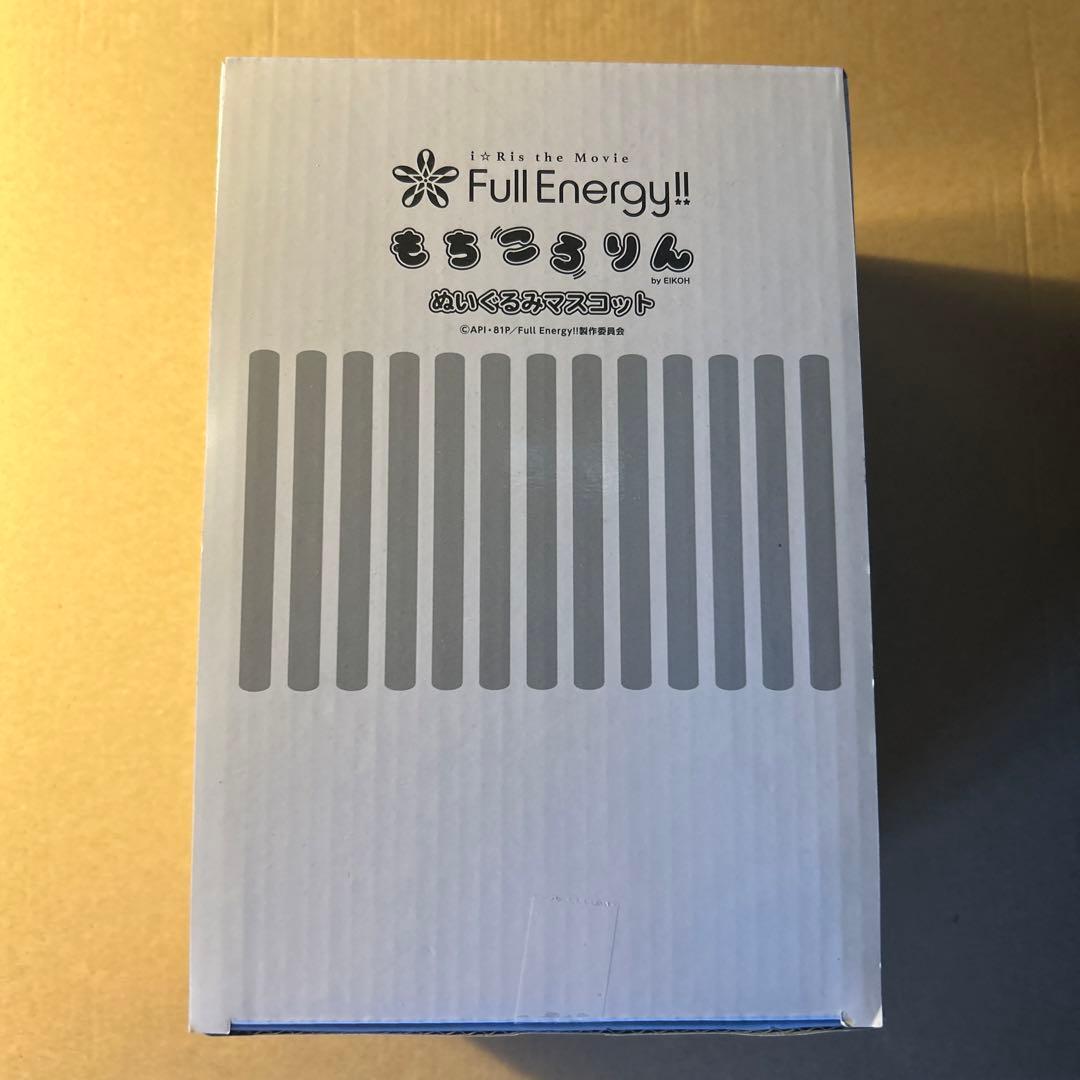 i☆Ris the Movie
Full Energy!!
もちころりん
by EIKOH
ぬいぐるみマスコット
©API・81P/Full Energy!!製作委員会